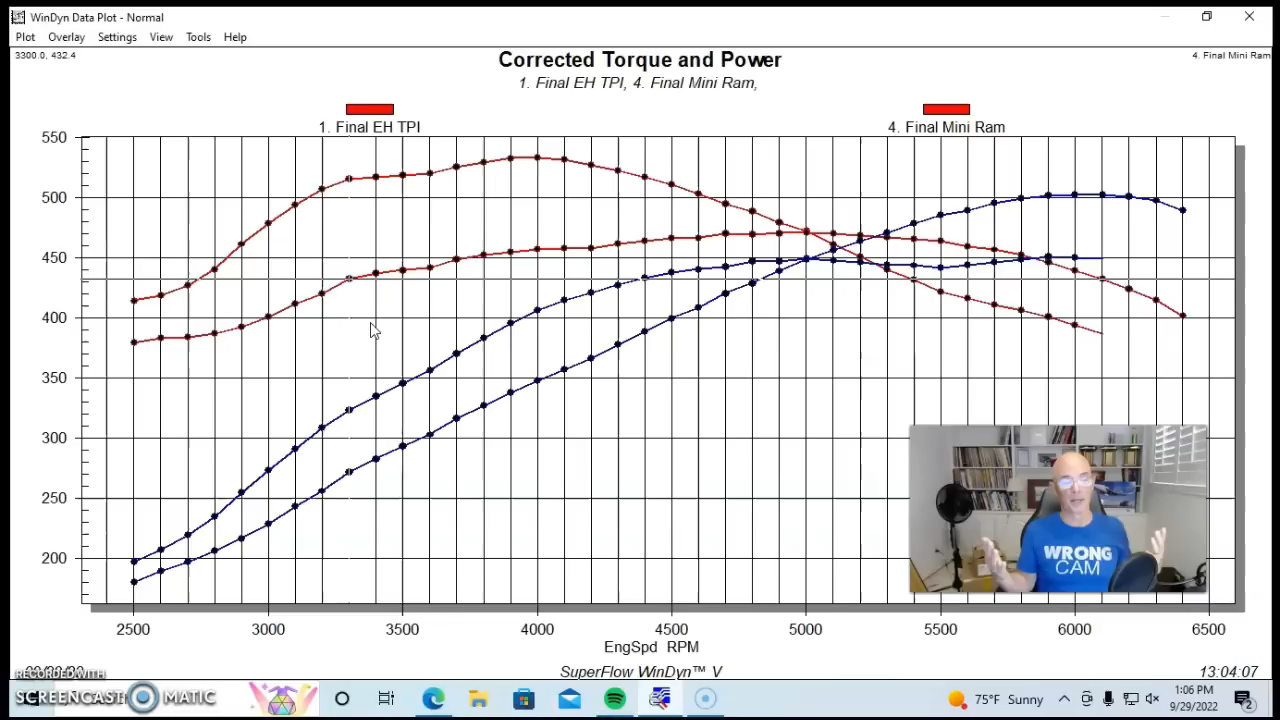 WinDyn Data Plot - Normal
Plot Overlay Settings View Tools Help
3300.0, 432.4
4. Final Mini Ram
Corrected Torque and Power
1. Final EH TPI, 4. Final Mini Ram,
1. Final EH TPI
4. Final Mini Ram
550
500
450
400
350
300
250
200
2500 3000 3500 4000 4500 5000 5500 6000 6500
EngSpd RPM
SuperFlow WinDyn™ V
13:04:07
WRONG
CAM
RECORDED WITH
SCREENCAST MATIC
75°F Sunny
1:06 PM
9/29/2022
2